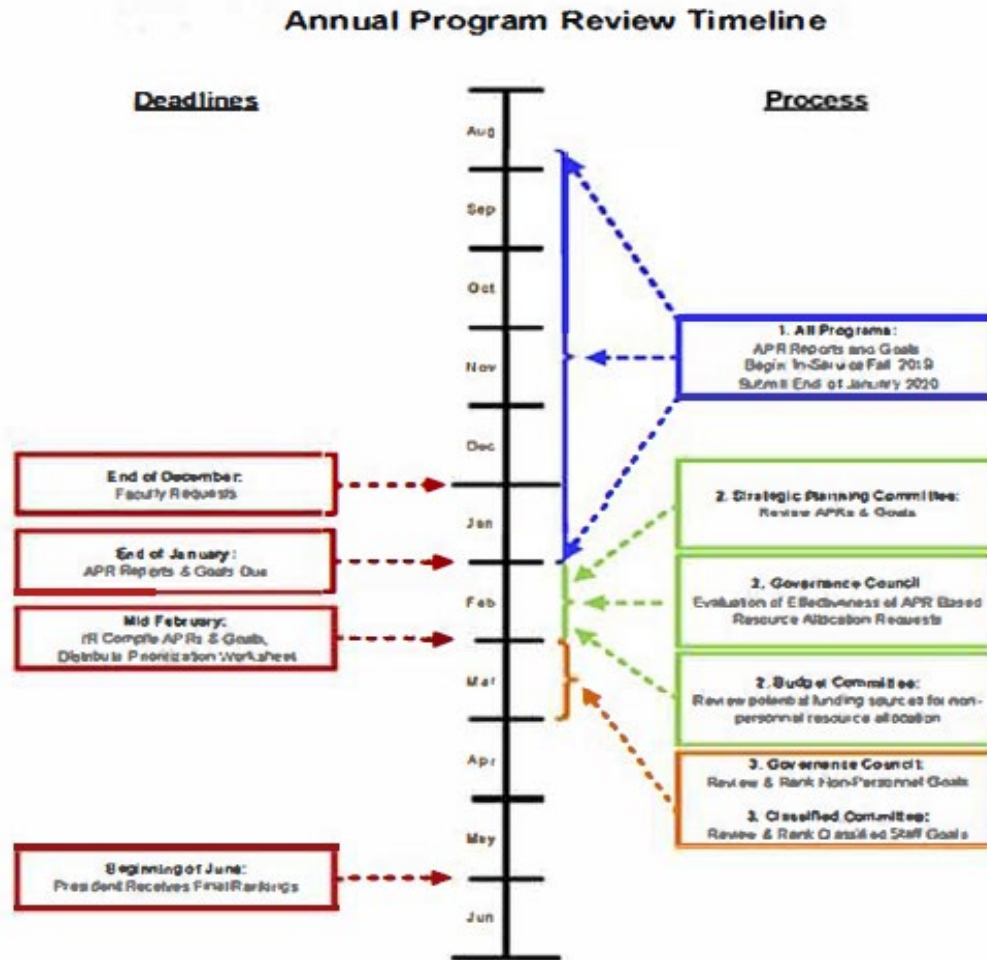 Annual Program Review Timeline
Deadlines
Process
Aug
Sep
Oct
Nov
Dec
Jan
Feb
Mar
Apr
May
Jun
End of December:
Faculty Requests
End of January:
APR Reports & Goals Due
Mid February:
IR Compile APRs & Goals,
Distribute Prioritization Worksheet
Beginning of June:
President Receives Final Rankings
1. All Programs:
APR Reports and Goals
Begin In-Service Fall 2019
Submit End of January 2020
2. Strategic Planning Committee:
Review APRs & Goals
2. Governance Council
Evaluation of Effectiveness of APR Based
Resource Allocation Requests
2. Budget Committee:
Review potential funding sources for non-
personnel resource allocation
3. Governance Council:
Review & Rank Non-Personnel Goals
3. Classified Committee:
Review & Rank Classified Staff Goals